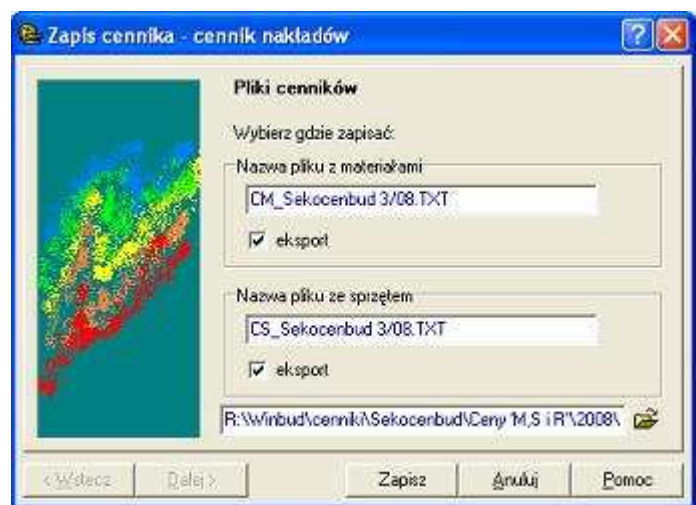 Zapis cennika - cennik nakładów
Pliki cenników
Wybierz gdzie zapisać:
Nazwa pliku z materiałami
CM_Sekocenbud 3/08.TXT
eksport
Nazwa pliku ze sprzętem
CS_Sekocenbud 3/08.TXT
eksport
R:\Winbud\cenniki\Sekocenbud\Ceny 'M,S i R'\2008\
< Wstecz Dalej > Zapisz Anuluj Pomoc